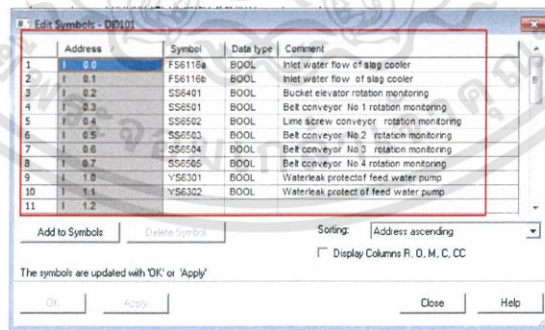 Edit Symbols - DI0101
Address / Symbol Data type Comment
1 I 0.0 FS6116a BOOL Inlet water flow of slag cooler
2 I 0.1 FS6116b BOOL Inlet water flow of slag cooler
3 I 0.2 SS6401 BOOL Bucket elevator rotation monitoring
4 I 0.3 SS6501 BOOL Belt conveyor No 1 rotation monitoring
5 I 0.4 SS6502 BOOL Lime screw conveyor rotation monitoring
6 I 0.5 SS6503 BOOL Belt conveyor No 2 rotation monitoring
7 I 0.6 SS6504 BOOL Belt conveyor No 3 rotation monitoring
8 I 0.7 SS6505 BOOL Belt conveyor No 4 rotation monitoring
9 I 1.0 YS6301 BOOL Waterleak protectof feed water pump
10 I 1.1 YS6302 BOOL Waterleak protect of feed water pump
11 I 1.2
Add to Symbols Delete Symbol Sorting: Address ascending
Display Columns R, O, M, C, CC
The symbols are updated with 'OK' or 'Apply'
OK Apply Close Help